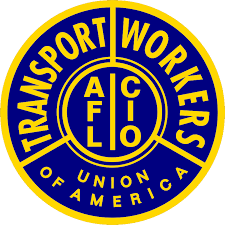 TRANSPORT WORKERS
AFL CIO
UNION
OF AMERICA